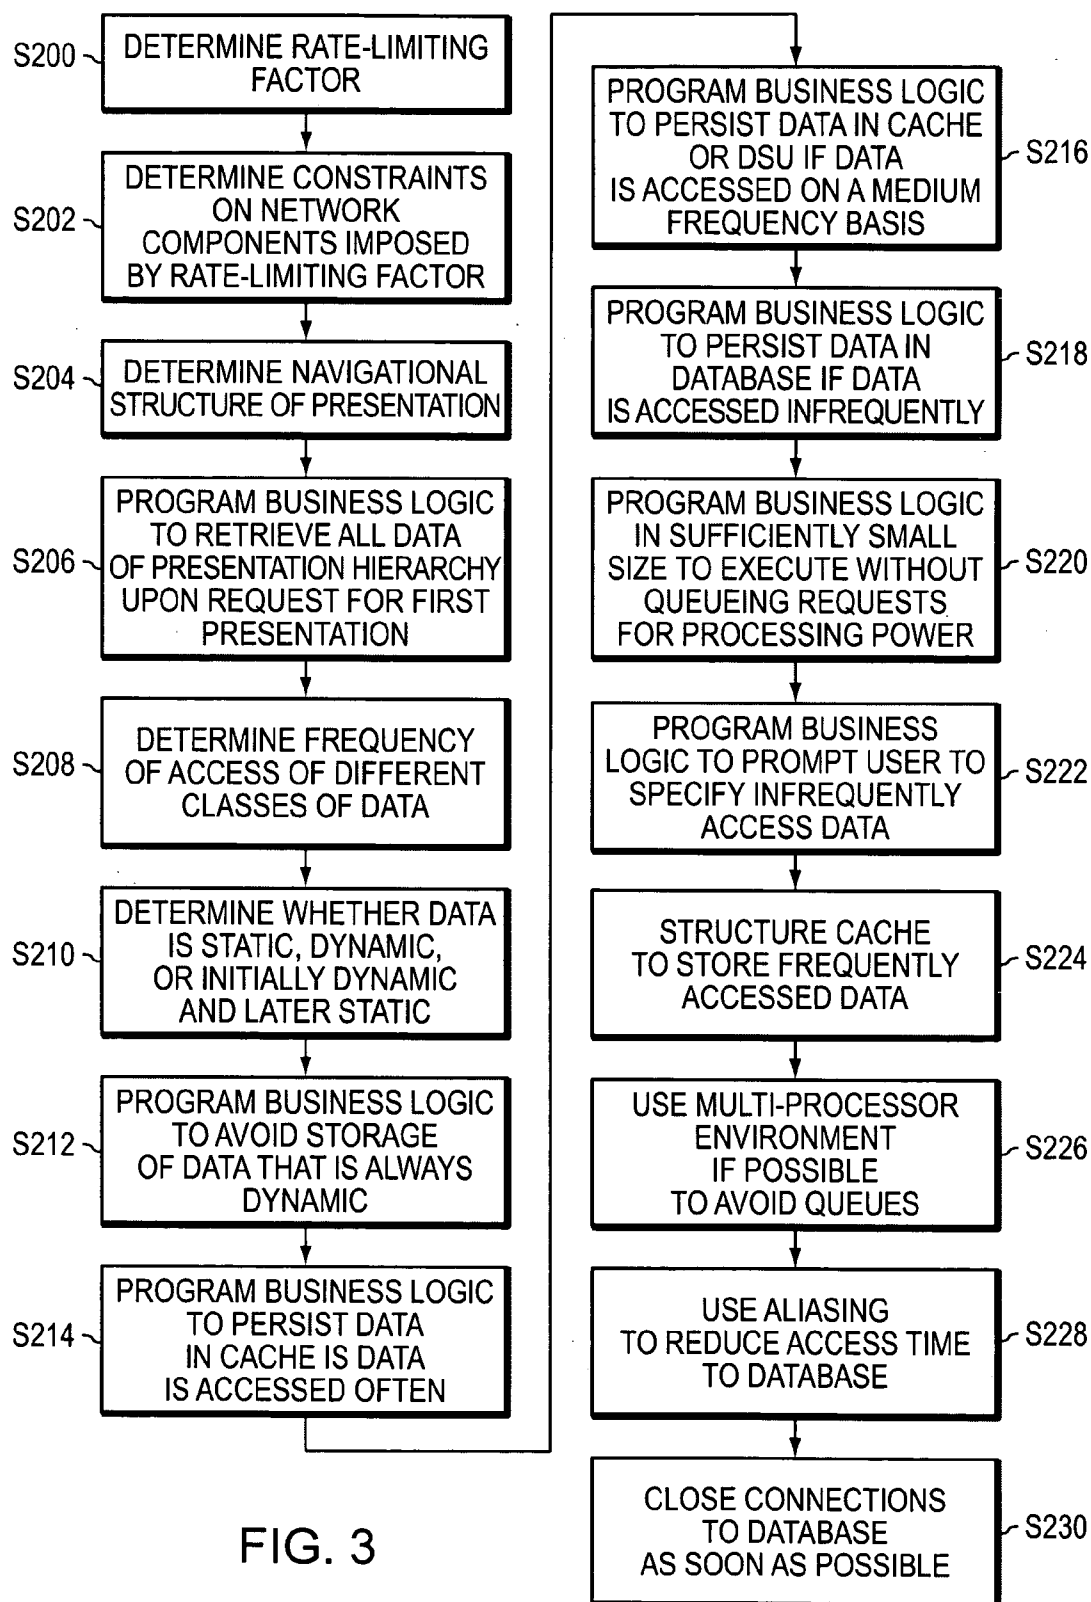 S200
DETERMINE RATE-LIMITING
FACTOR
S202
DETERMINE CONSTRAINTS
ON NETWORK
COMPONENTS IMPOSED
BY RATE-LIMITING FACTOR
S204
DETERMINE NAVIGATIONAL
STRUCTURE OF PRESENTATION
S206
PROGRAM BUSINESS LOGIC
TO RETRIEVE ALL DATA
OF PRESENTATION HIERARCHY
UPON REQUEST FOR FIRST
PRESENTATION
S208
DETERMINE FREQUENCY
OF ACCESS OF DIFFERENT
CLASSES OF DATA
S210
DETERMINE WHETHER DATA
IS STATIC, DYNAMIC,
OR INITIALLY DYNAMIC
AND LATER STATIC
S212
PROGRAM BUSINESS LOGIC
TO AVOID STORAGE
OF DATA THAT IS ALWAYS
DYNAMIC
S214
PROGRAM BUSINESS LOGIC
TO PERSIST DATA
IN CACHE IS DATA
IS ACCESSED OFTEN
PROGRAM BUSINESS LOGIC
TO PERSIST DATA IN CACHE
OR DSU IF DATA
IS ACCESSED ON A MEDIUM
FREQUENCY BASIS
S216
PROGRAM BUSINESS LOGIC
TO PERSIST DATA IN
DATABASE IF DATA
IS ACCESSED INFREQUENTLY
S218
PROGRAM BUSINESS LOGIC
IN SUFFICIENTLY SMALL
SIZE TO EXECUTE WITHOUT
QUEUEING REQUESTS
FOR PROCESSING POWER
S220
PROGRAM BUSINESS
LOGIC TO PROMPT USER TO
SPECIFY INFREQUENTLY
ACCESS DATA
S222
STRUCTURE CACHE
TO STORE FREQUENTLY
ACCESSED DATA
S224
USE MULTI-PROCESSOR
ENVIRONMENT
IF POSSIBLE
TO AVOID QUEUES
S226
USE ALIASING
TO REDUCE ACCESS TIME
TO DATABASE
S228
CLOSE CONNECTIONS
TO DATABASE
AS SOON AS POSSIBLE
S230
FIG. 3